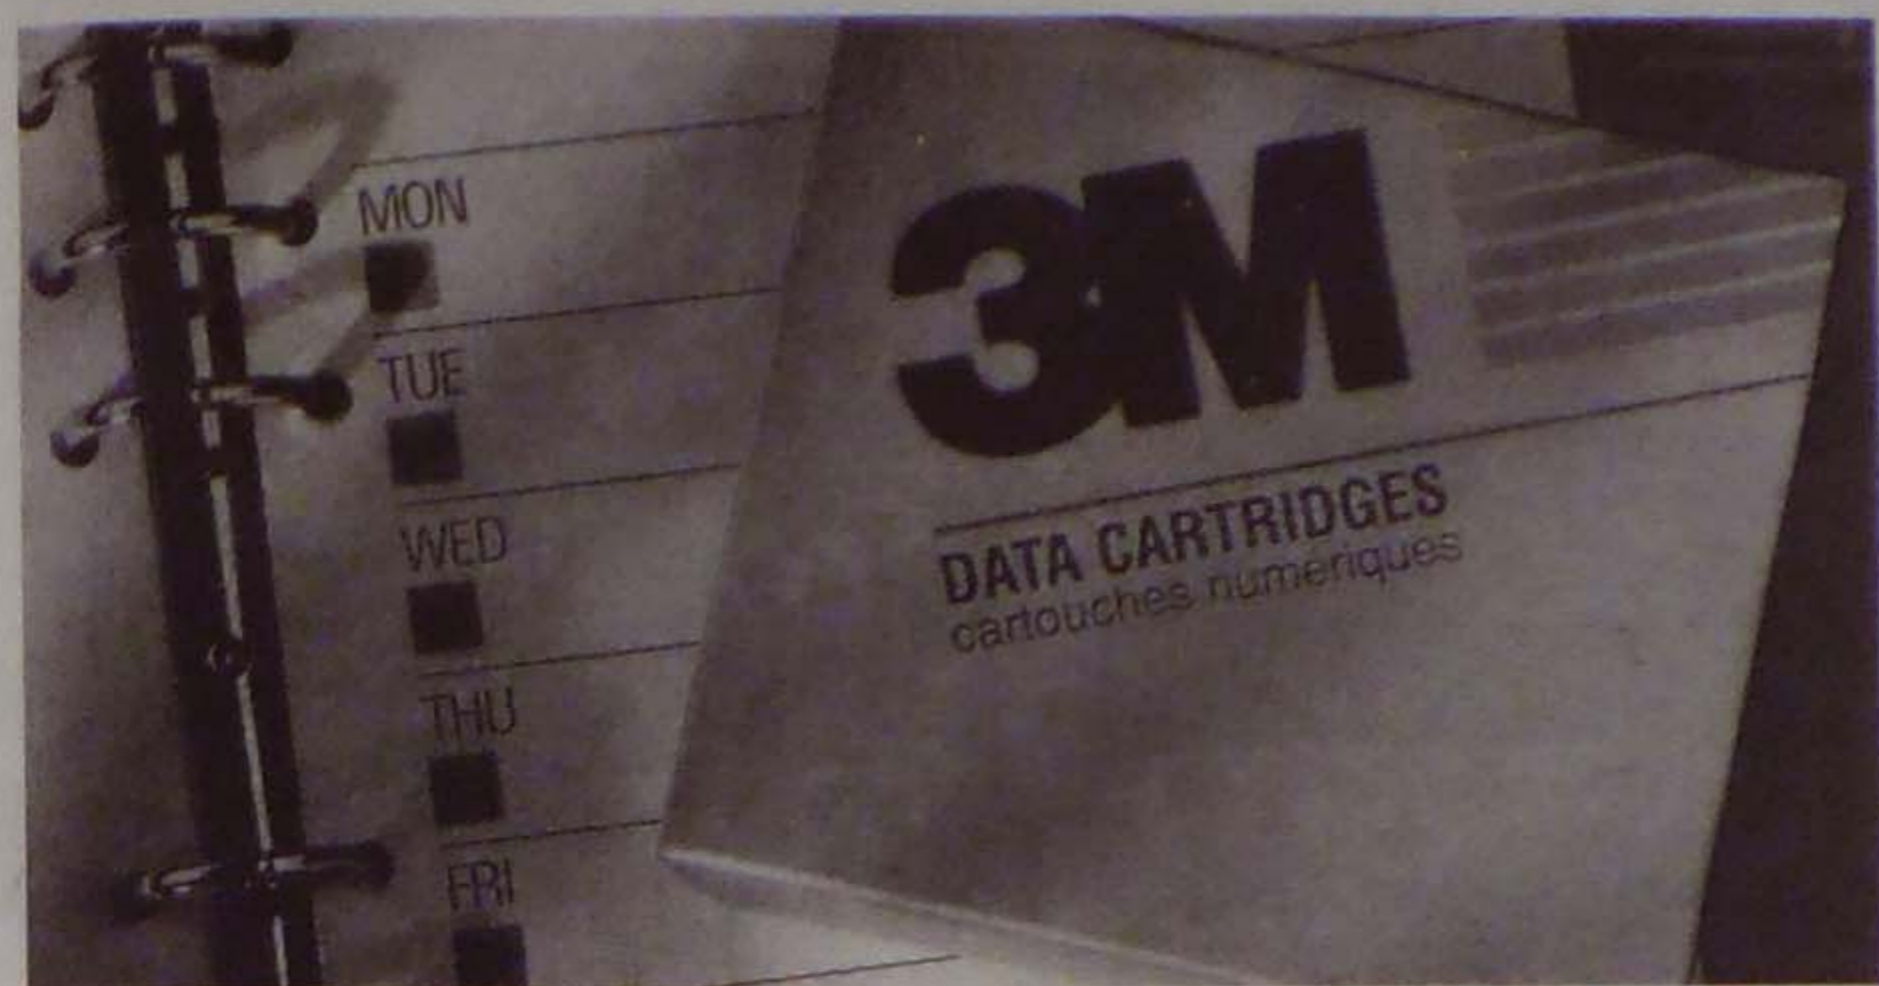 MON
TUE
WED
THU
FRI
3M
DATA CARTRIDGES
cartouches numeriques